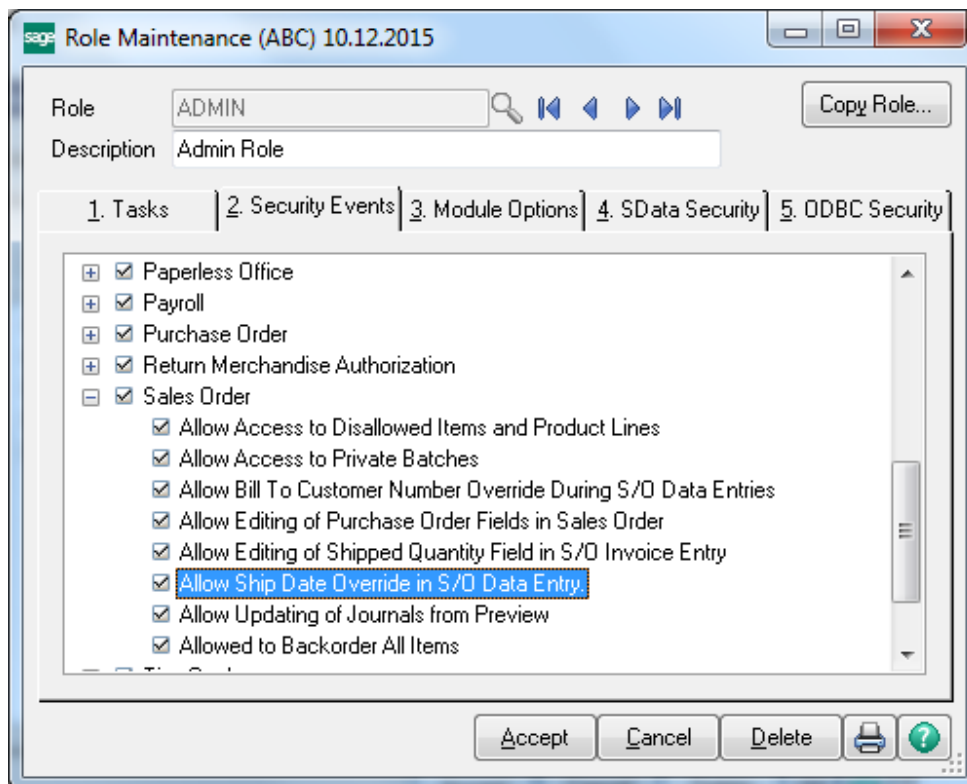 sage Role Maintenance (ABC) 10.12.2015
Role ADMIN Copy Role...
Description Admin Role
1. Tasks 2. Security Events 3. Module Options 4. SData Security 5. ODBC Security
Paperless Office
Payroll
Purchase Order
Return Merchandise Authorization
Sales Order
Allow Access to Disallowed Items and Product Lines
Allow Access to Private Batches
Allow Bill To Customer Number Override During S/O Data Entries
Allow Editing of Purchase Order Fields in Sales Order
Allow Editing of Shipped Quantity Field in S/O Invoice Entry
Allow Ship Date Override in S/O Data Entry.
Allow Updating of Journals from Preview
Allowed to Backorder All Items
Accept Cancel Delete ?